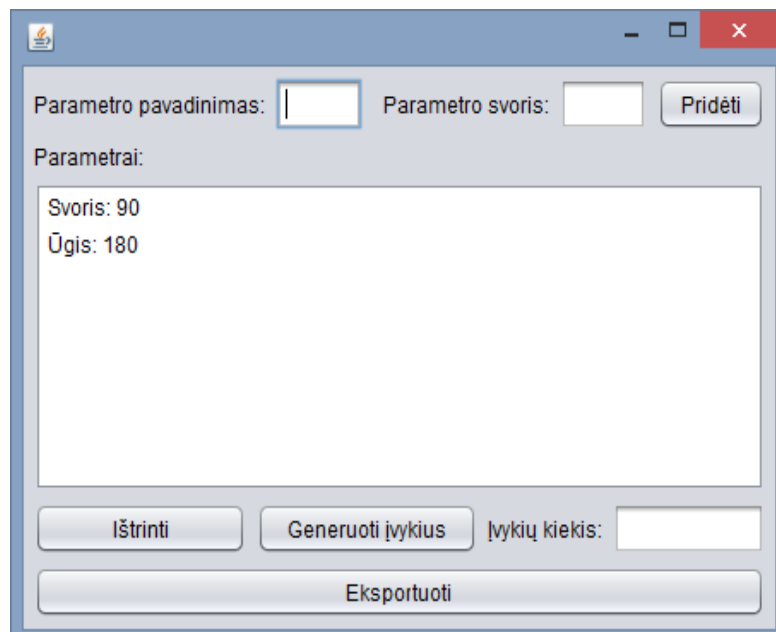 Parametro pavadinimas: Parametro svoris: Pridėti
Parametrai:
Svoris: 90
Ūgis: 180
Ištrinti Generuoti įvykius Įvykių kiekis:
Eksportuoti